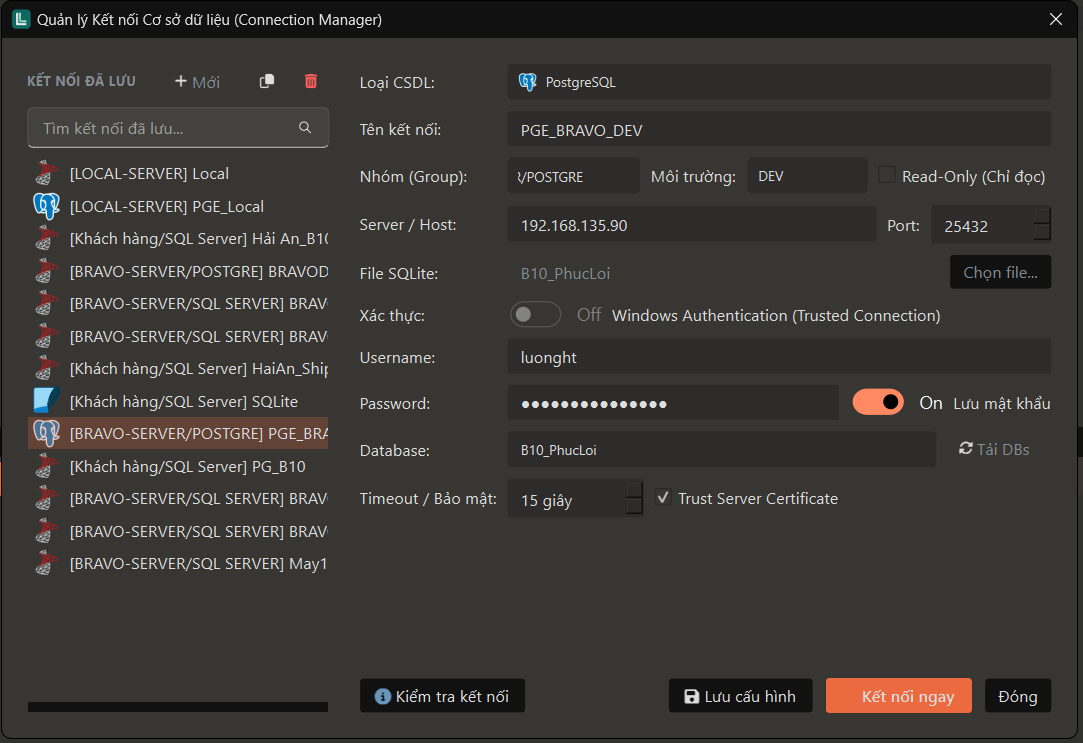 Quản lý Kết nối Cơ sở dữ liệu (Connection Manager)
KẾT NỐI ĐÃ LƯU
+ Mới
Tìm kết nối đã lưu...
[LOCAL-SERVER] Local
[LOCAL-SERVER] PGE_Local
[Khách hàng/SQL Server] Hải An_B10
[BRAVO-SERVER/POSTGRE] BRAVOD
[BRAVO-SERVER/SQL SERVER] BRAV
[BRAVO-SERVER/SQL SERVER] BRAV
[Khách hàng/SQL Server] HaiAn_Ship
[Khách hàng/SQL Server] SQLite
[BRAVO-SERVER/POSTGRE] PGE_BRA
[Khách hàng/SQL Server] PG_B10
[BRAVO-SERVER/SQL SERVER] BRAV
[BRAVO-SERVER/SQL SERVER] BRAV
[BRAVO-SERVER/SQL SERVER] May1
Loại CSDL: PostgreSQL
Tên kết nối: PGE_BRAVO_DEV
Nhóm (Group): /POSTGRE Môi trường: DEV Read-Only (Chỉ đọc)
Server / Host: 192.168.135.90 Port: 25432
File SQLite: B10_PhucLoi Chọn file...
Xác thực: Off Windows Authentication (Trusted Connection)
Username: luonght
Password: ●●●●●●●●●●●●●●● On Lưu mật khẩu
Database: B10_PhucLoi Tải DBs
Timeout / Bảo mật: 15 giây Trust Server Certificate
Kiểm tra kết nối Lưu cấu hình Kết nối ngay Đóng